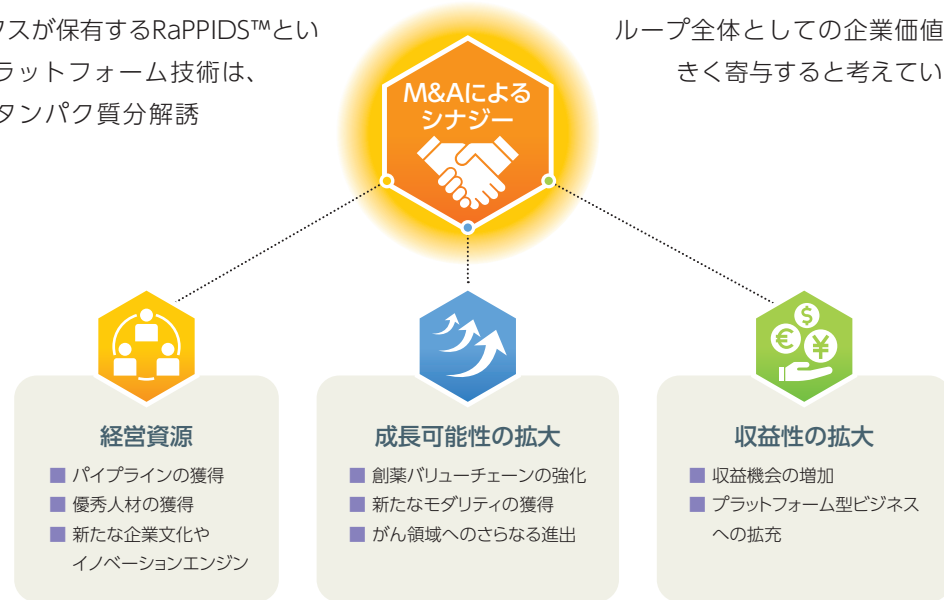 クスが保有するRaPPIDS™とい
ラットフォーム技術は、
タンパク質分解誘
ループ全体としての企業価値
きく寄与すると考えてい
M&Aによる
シナジー
経営資源
パイプラインの獲得
優秀人材の獲得
新たな企業文化や
イノベーションエンジン
成長可能性の拡大
創薬バリューチェーンの強化
新たなモダリティの獲得
がん領域へのさらなる進出
収益性の拡大
収益機会の増加
プラットフォーム型ビジネス
への拡充